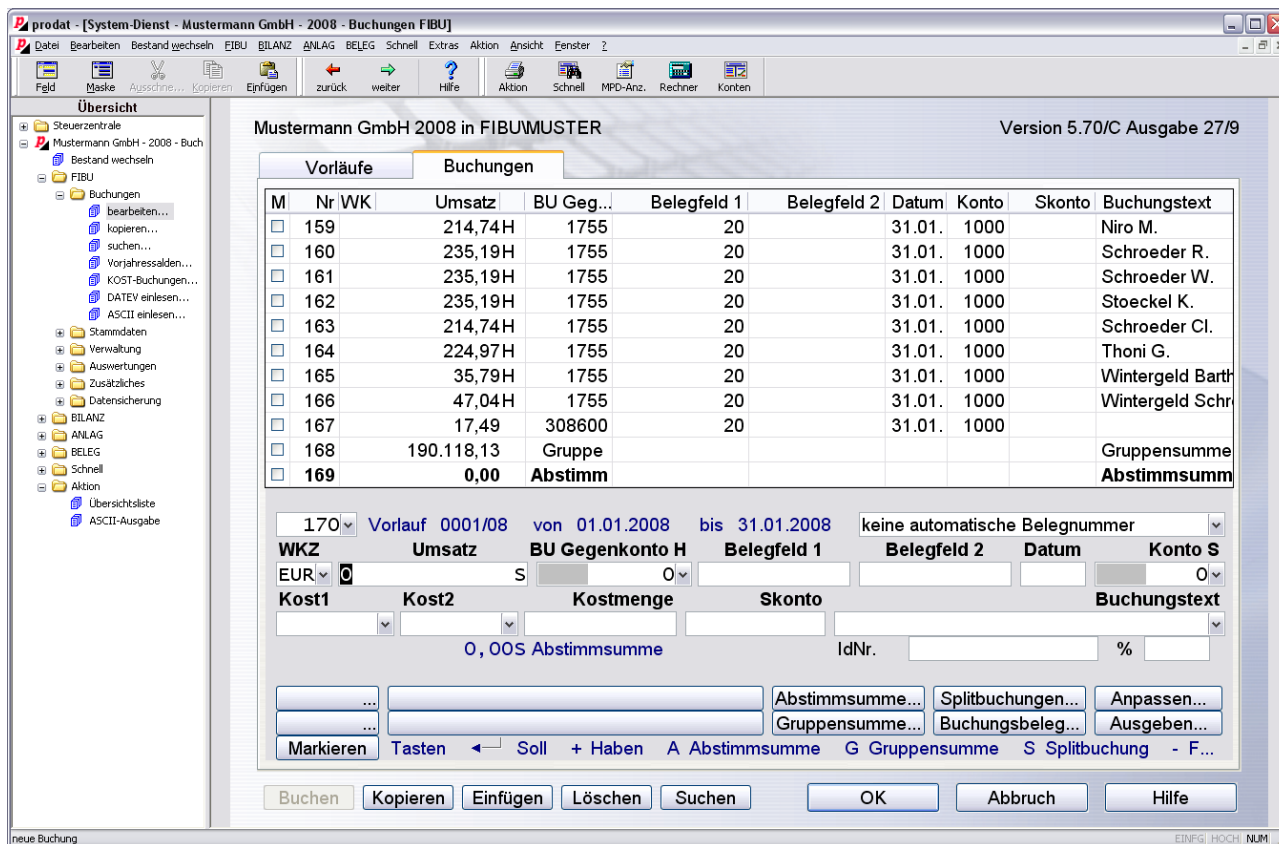 prodat - [System-Dienst - Mustermann GmbH - 2008 - Buchungen FIBU]
Datei Bearbeiten Bestand wechseln FIBU BILANZ ANLAG BELEG Schnell Extras Aktion Ansicht Fenster ?
Feld Maske Ausschne... Kopieren Einfügen zurück weiter Hilfe Aktion Schnell MPD-Anz. Rechner Konten
Übersicht
Steuerzentrale
Mustermann GmbH - 2008 - Buch
Bestand wechseln
FIBU
Buchungen
bearbeiten...
kopieren...
suchen...
Vorjahressalden...
KOST-Buchungen...
DATEV einlesen...
ASCII einlesen...
Stammdaten
Verwaltung
Auswertungen
Zusätzliches
Datensicherung
BILANZ
ANLAG
BELEG
Schnell
Aktion
Übersichtsliste
ASCII-Ausgabe
Mustermann GmbH 2008 in FIBU\MUSTER Version 5.70/C Ausgabe 27/9
Vorläufe Buchungen
M Nr WK Umsatz BU Geg... Belegfeld 1 Belegfeld 2 Datum Konto Skonto Buchungstext
159 214,74 H 1755 20 31.01. 1000 Niro M.
160 235,19 H 1755 20 31.01. 1000 Schroeder R.
161 235,19 H 1755 20 31.01. 1000 Schroeder W.
162 235,19 H 1755 20 31.01. 1000 Stoeckel K.
163 214,74 H 1755 20 31.01. 1000 Schroeder Cl.
164 224,97 H 1755 20 31.01. 1000 Thoni G.
165 35,79 H 1755 20 31.01. 1000 Wintergeld Barth
166 47,04 H 1755 20 31.01. 1000 Wintergeld Schr
167 17,49 308600 20 31.01. 1000
168 190.118,13 Gruppe Gruppensumme
169 0,00 Abstimm Abstimmsumm
170 Vorlauf 0001/08 von 01.01.2008 bis 31.01.2008 keine automatische Belegnummer
WKZ Umsatz BU Gegenkonto H Belegfeld 1 Belegfeld 2 Datum Konto S
EUR 0 S 0 0
Kost1 Kost2 Kostmenge Skonto Buchungstext
0,00S Abstimmsumme IdNr. %
... Abstimmsumme... Splitbuchungen... Anpassen...
... Gruppensumme... Buchungsbeleg... Ausgeben...
Markieren Tasten Soll + Haben A Abstimmsumme G Gruppensumme S Splitbuchung - F...
Buchen Kopieren Einfügen Löschen Suchen OK Abbruch Hilfe
neue Buchung EINFG HOCH NUM